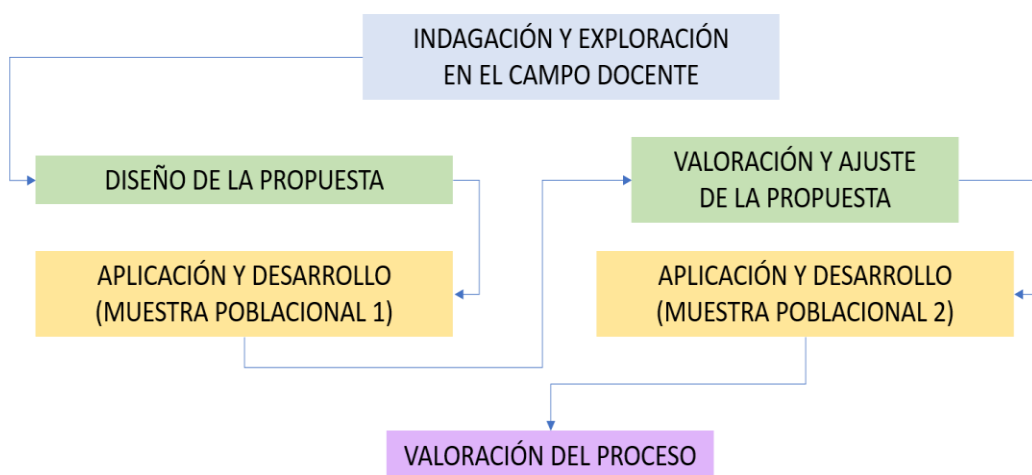 INDAGACIÓN Y EXPLORACIÓN
EN EL CAMPO DOCENTE
DISEÑO DE LA PROPUESTA
APLICACIÓN Y DESARROLLO
(MUESTRA POBLACIONAL 1)
VALORACIÓN Y AJUSTE
DE LA PROPUESTA
APLICACIÓN Y DESARROLLO
(MUESTRA POBLACIONAL 2)
VALORACIÓN DEL PROCESO